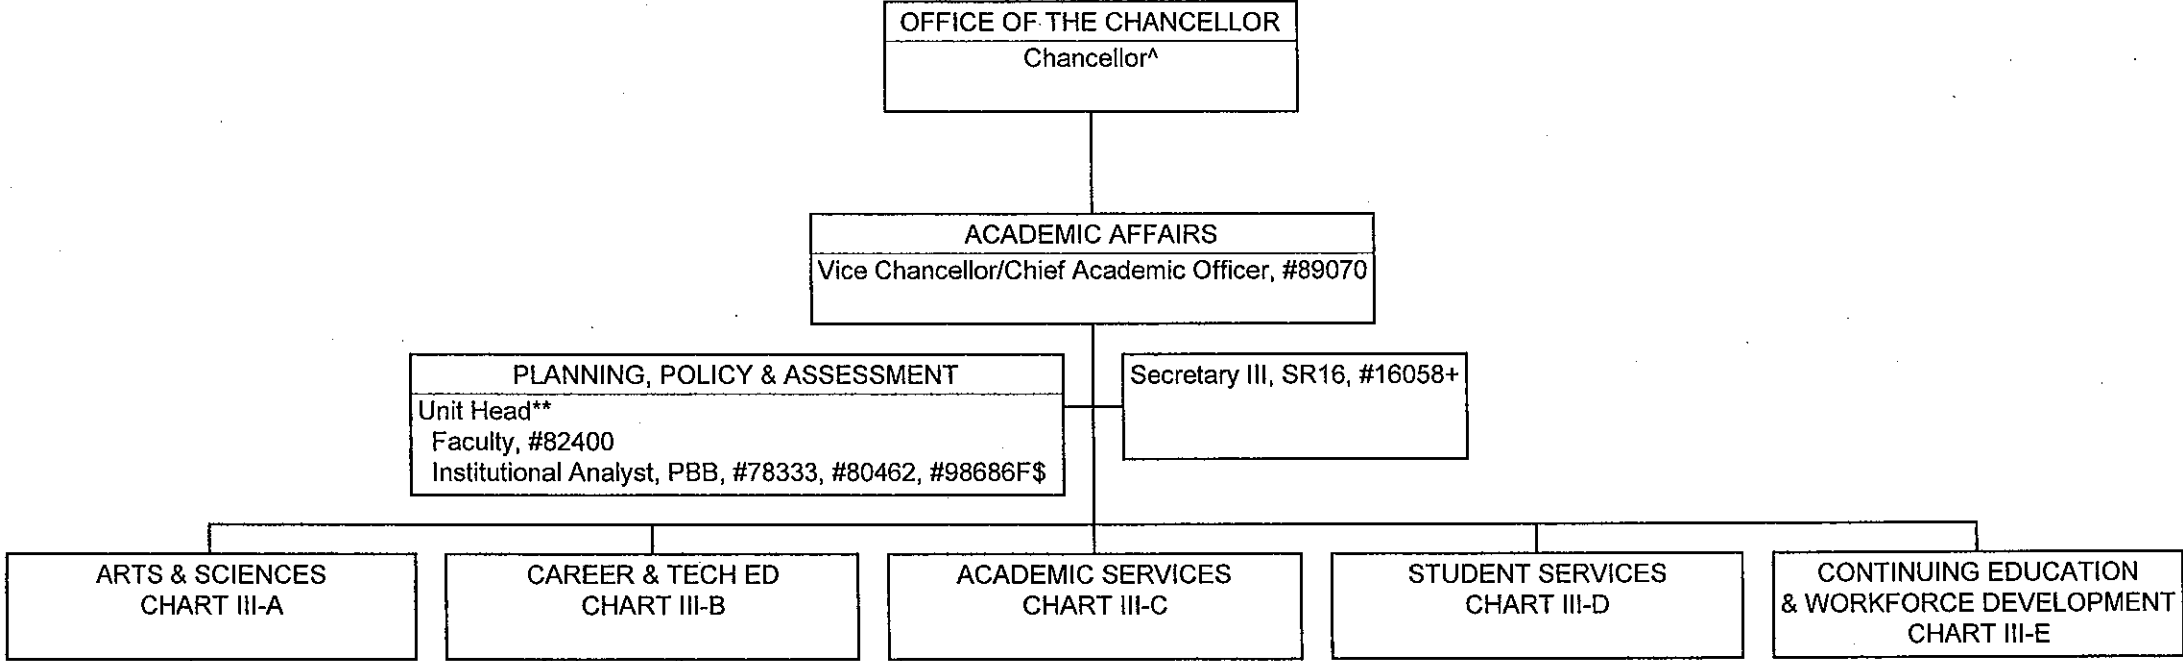 OFFICE OF THE CHANCELLOR
Chancellor^
ACADEMIC AFFAIRS
Vice Chancellor/Chief Academic Officer, #89070
PLANNING, POLICY & ASSESSMENT
Unit Head**
Faculty, #82400
Institutional Analyst, PBB, #78333, #80462, #98686F$
Secretary III, SR16, #16058+
ARTS & SCIENCES
CHART III-A
CAREER & TECH ED
CHART III-B
ACADEMIC SERVICES
CHART III-C
STUDENT SERVICES
CHART III-D
CONTINUING EDUCATION
& WORKFORCE DEVELOPMENT
CHART III-E